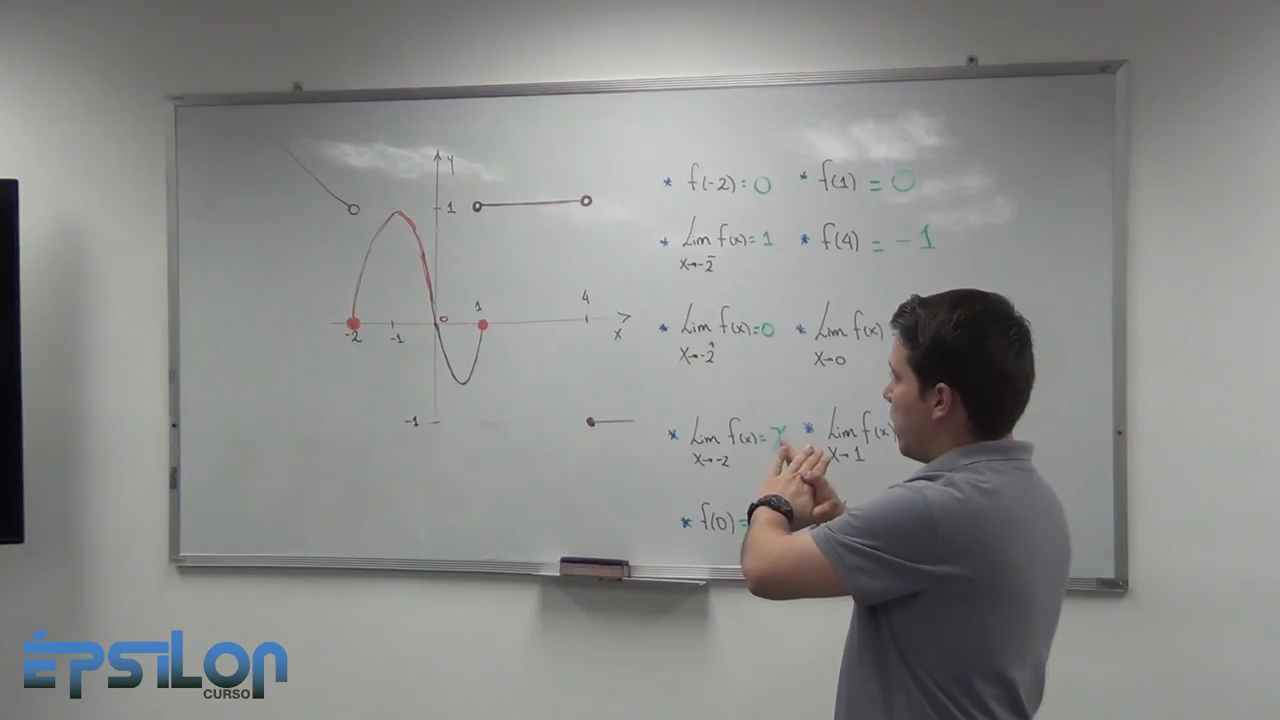 y
1
-2
-1
0
1
4
x
-1
* f(-2) = 0
* f(1) = 0
* Lim f(x) = 1
x→-2⁻
* f(4) = -1
* Lim f(x) = 0
x→-2⁺
* Lim f(x)
x→0
* Lim f(x) =
x→-2
* Lim f(x)
x→1
* f(0) =
ÉPSILON
CURSO